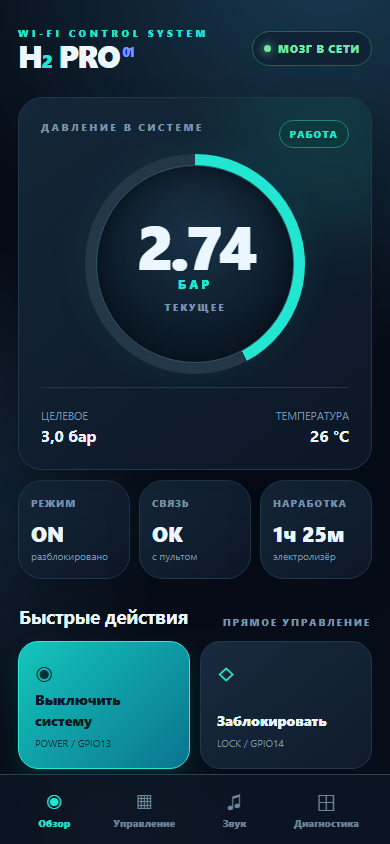 WI-FI CONTROL SYSTEM
H₂ PRO 01
МОЗГ В СЕТИ
ДАВЛЕНИЕ В СИСТЕМЕ
РАБОТА
2.74
БАР
ТЕКУЩЕЕ
ЦЕЛЕВОЕ ТЕМПЕРАТУРА
3,0 бар 26 °C
РЕЖИМ СВЯЗЬ НАРАБОТКА
ON OK 1ч 25м
разблокировано с пультом электролизёр
Быстрые действия ПРЯМОЕ УПРАВЛЕНИЕ
Выключить
систему
POWER / GPIO13
Заблокировать
LOCK / GPIO14
Обзор Управление Звук Диагностика